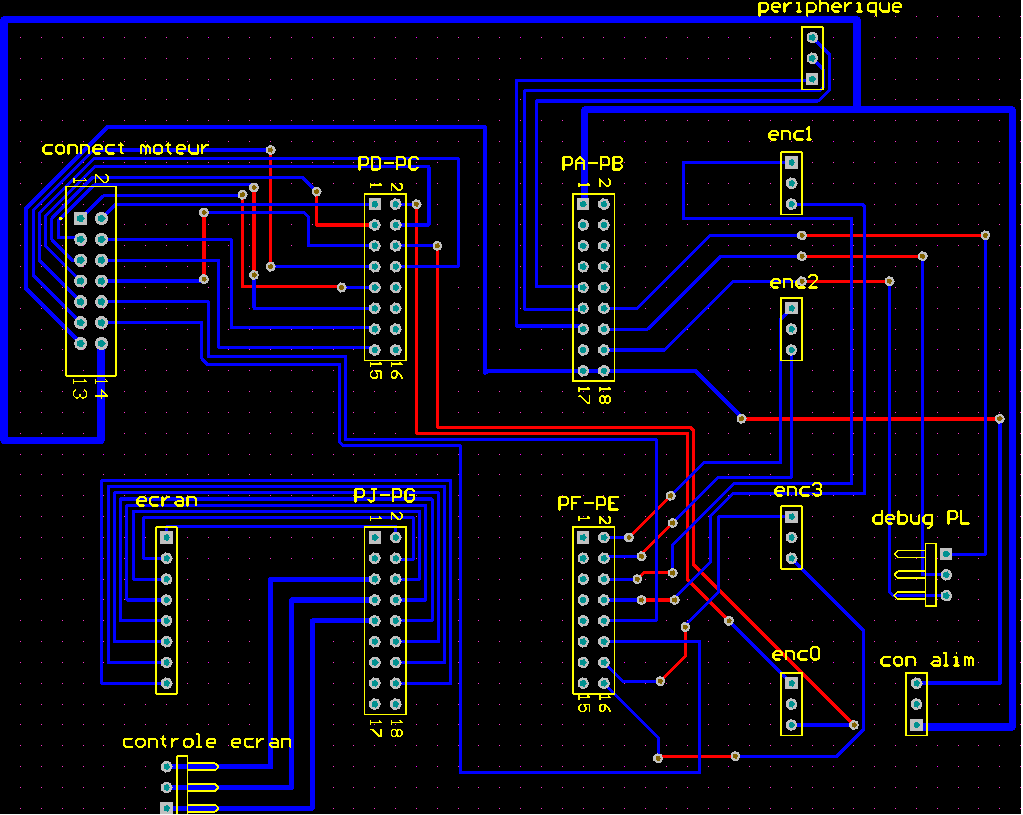 peripherique
enc1
connect moteur
PD-PC
PA-PB
1 2
1 2
1 2
enc2
15 16
13 14
17 18
enc3
ecran
PJ-PG
PF-PE
1 2
1 2
debug PL
enc0
con alim
15 16
17 18
controle ecran